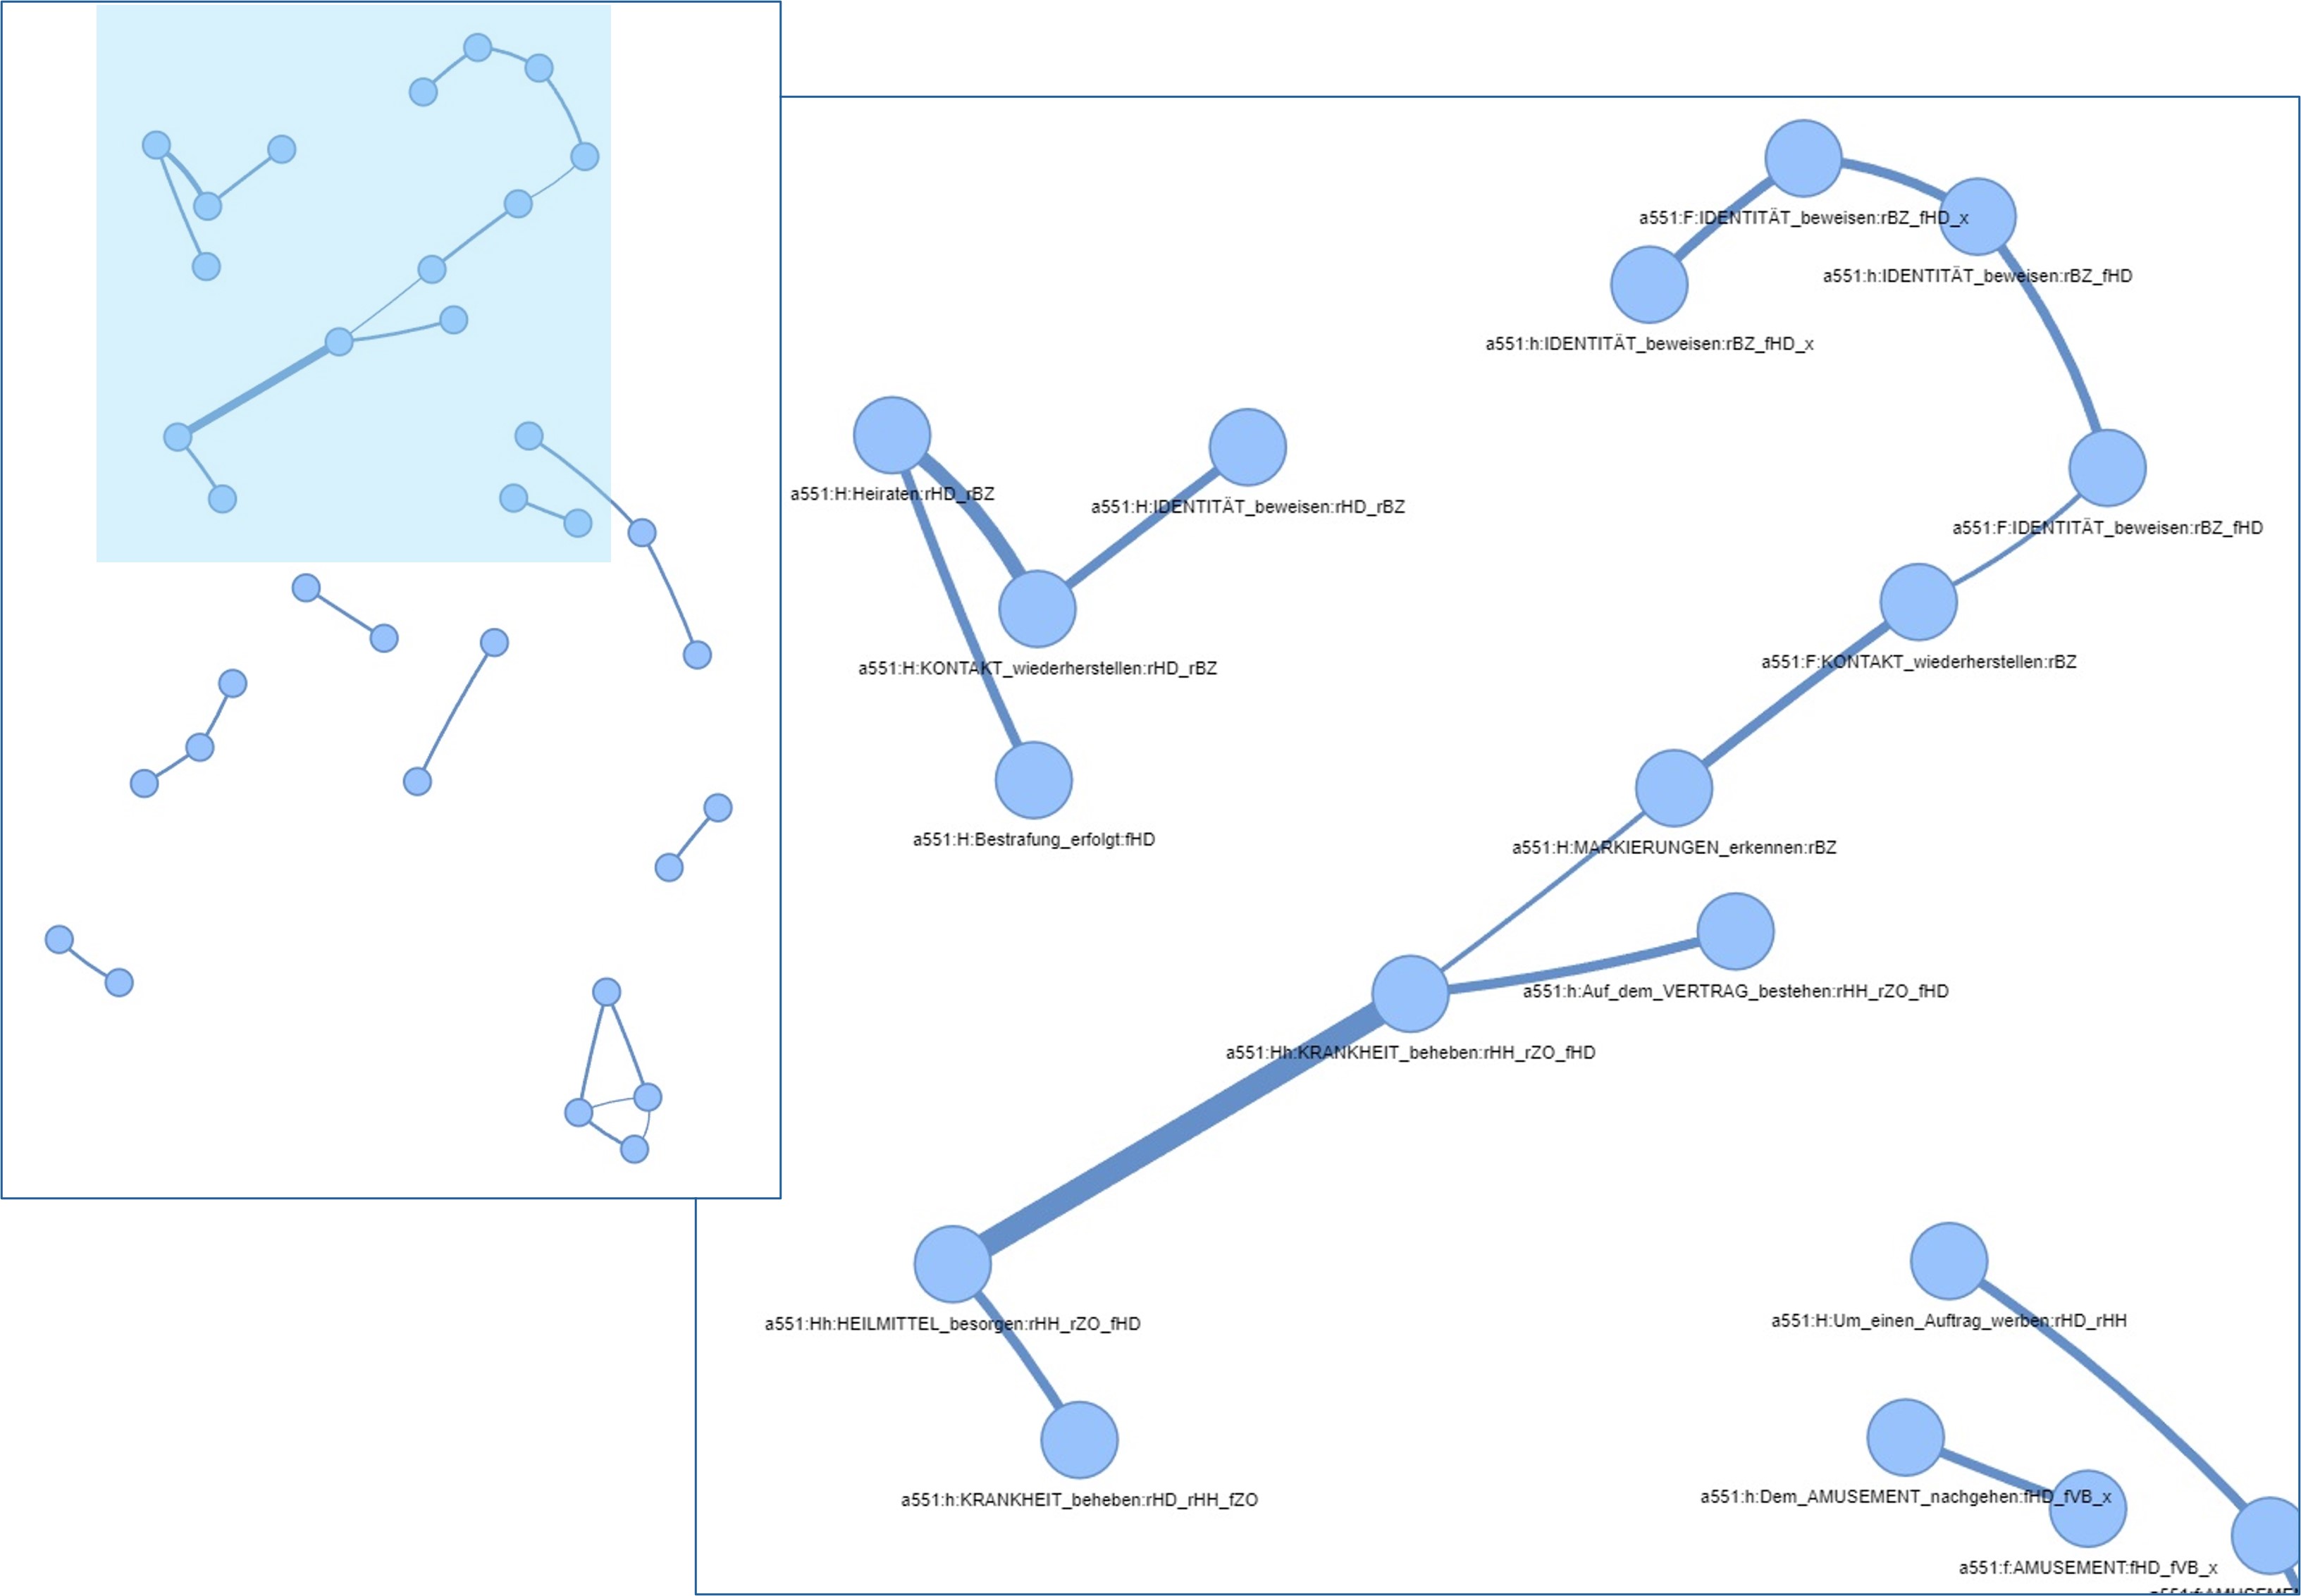 a551:F:IDENTITÄT_beweisen:rBZ_fHD_x
a551:h:IDENTITÄT_beweisen:rBZ_fHD
a551:h:IDENTITÄT_beweisen:rBZ_fHD_x
a551:H:Heiraten:rHD_rBZ
a551:H:IDENTITÄT_beweisen:rHD_rBZ
a551:F:IDENTITÄT_beweisen:rBZ_fHD
a551:F:KONTAKT_wiederherstellen:rBZ
a551:H:KONTAKT_wiederherstellen:rHD_rBZ
a551:H:Bestrafung_erfolgt:fHD
a551:H:MARKIERUNGEN_erkennen:rBZ
a551:h:Auf_dem_VERTRAG_bestehen:rHH_rZO_fHD
a551:Hh:KRANKHEIT_beheben:rHH_rZO_fHD
a551:Hh:HEILMITTEL_besorgen:rHH_rZO_fHD
a551:H:Um_einen_Auftrag_werben:rHD_rHH
a551:h:KRANKHEIT_beheben:rHD_rHH_fZO
a551:h:Dem_AMUSEMENT_nachgehen:fHD_fVB_x
a551:f:AMUSEMENT:fHD_fVB_x